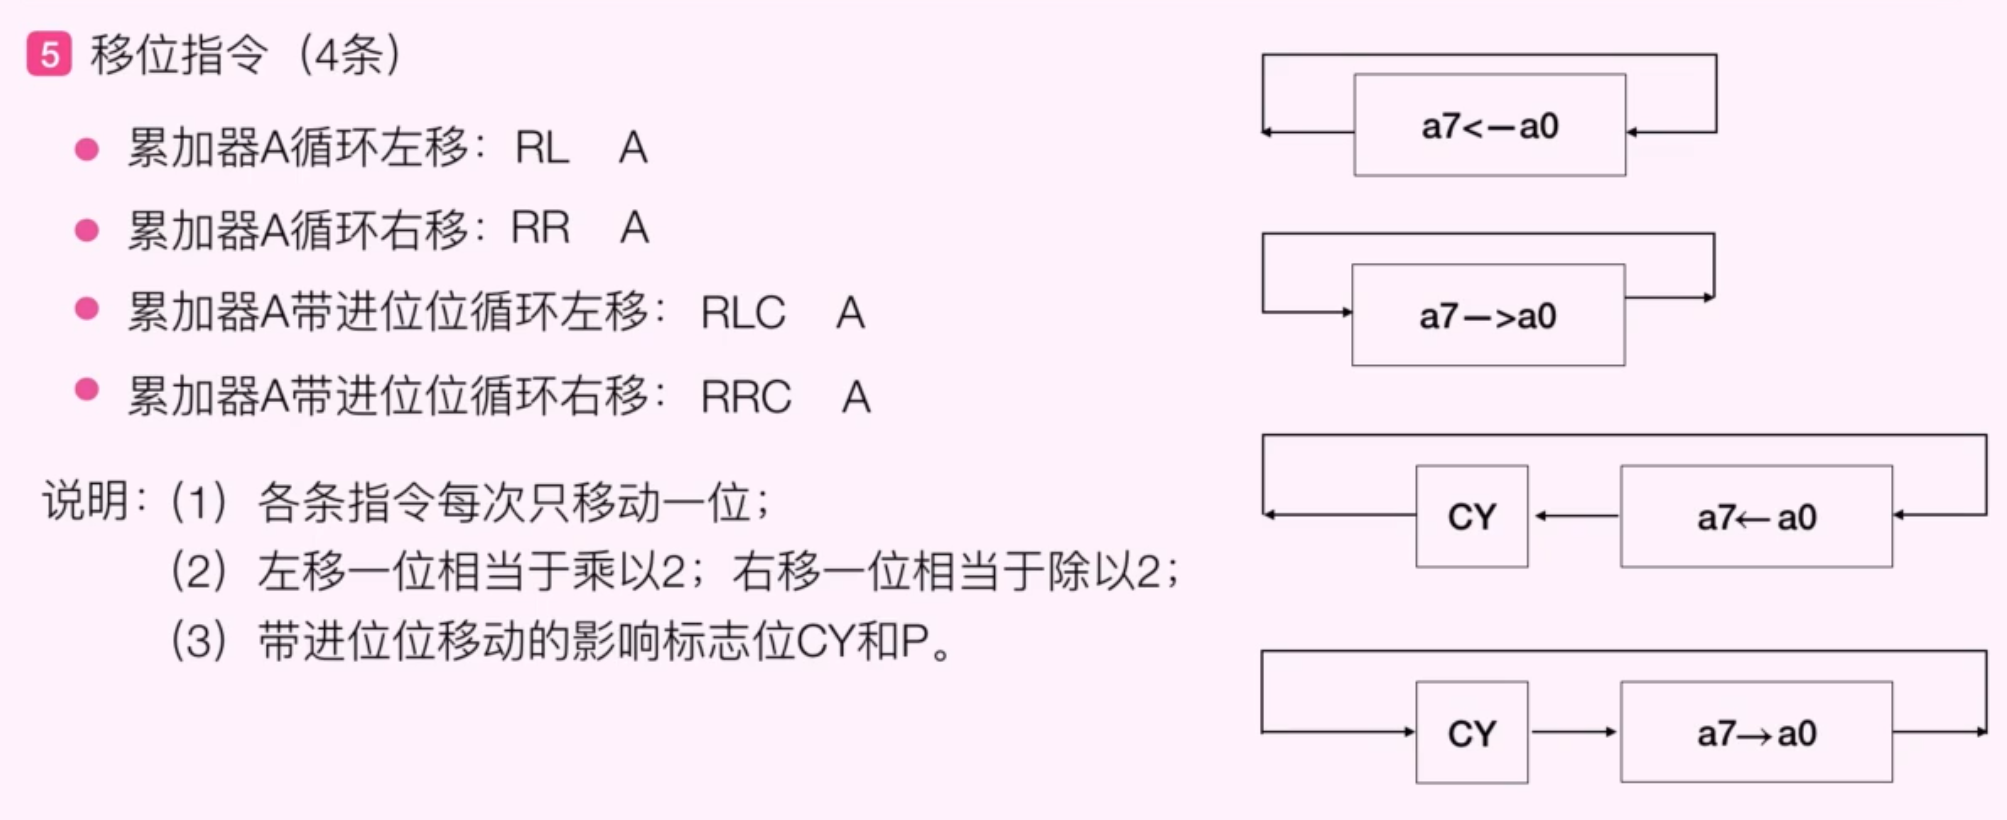 5 移位指令（4条）
累加器A循环左移：RL A
累加器A循环右移：RR A
累加器A带进位位循环左移： RLC A
累加器A带进位位循环右移： RRC A
说明：（1）各条指令每次只移动一位；
（2）左移一位相当于乘以2；右移一位相当于除以2；
（3）带进位位移动的影响标志位CY和P。
a7<—a0
a7—>a0
CY a7←a0
CY a7→a0